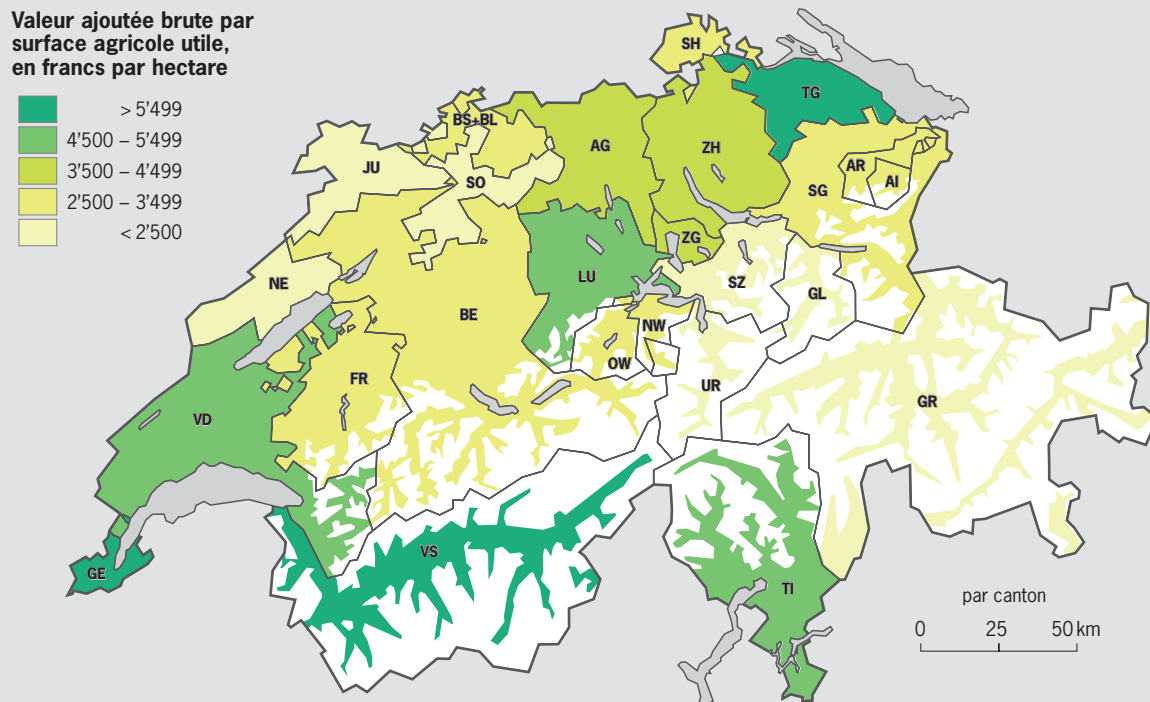 Valeur ajoutée brute par
surface agricole utile,
en francs par hectare
> 5'499
4'500 – 5'499
3'500 – 4'499
2'500 – 3'499
< 2'500
SH
TG
BS+BL
AG
ZH
JU
SO
AR
AI
SG
ZG
NE
LU
SZ
GL
BE
NW
OW
FR
UR
GR
VD
VS
GE
TI
par canton
0 25 50 km